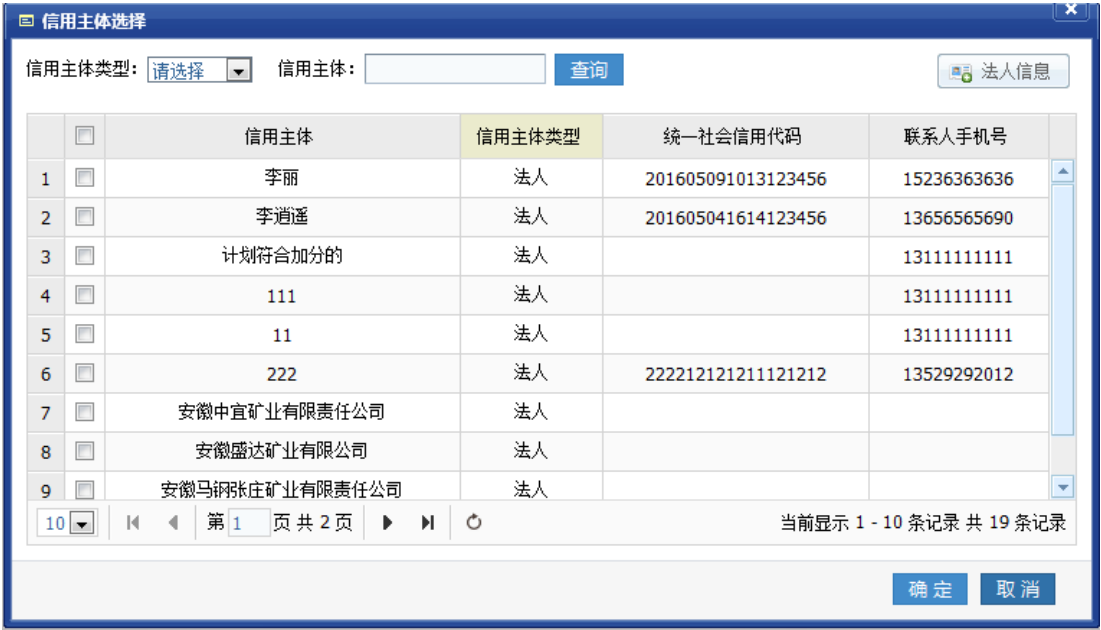 信用主体选择
信用主体类型: 请选择 信用主体: 查询 法人信息
信用主体 信用主体类型 统一社会信用代码 联系人手机号
1 李丽 法人 201605091013123456 15236363636
2 李逍遥 法人 201605041614123456 13656565690
3 计划符合加分的 法人 13111111111
4 111 法人 13111111111
5 11 法人 13111111111
6 222 法人 222212121211121212 13529292012
7 安徽中宜矿业有限责任公司 法人
8 安徽盛达矿业有限公司 法人
9 安徽马钢张庄矿业有限责任公司 法人
10 第 1 页 共 2 页 当前显示 1 - 10 条记录 共 19 条记录
确定 取消